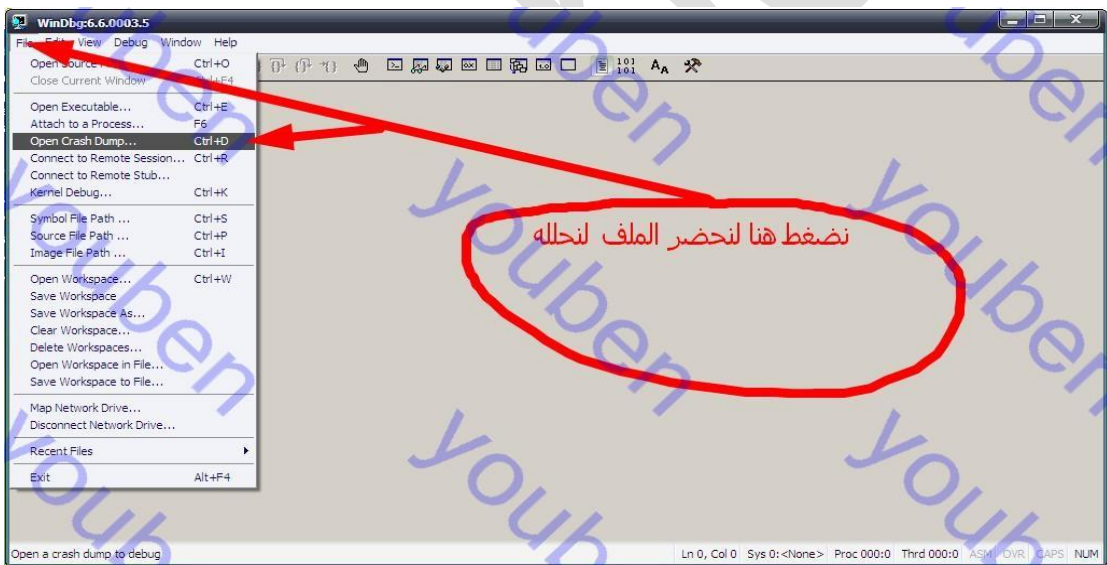 WinDbg:6.6.0003.5
File Edit View Debug Window Help
Open Source File... Ctrl+O
Close Current Window Ctrl+F4
Open Executable... Ctrl+E
Attach to a Process... F6
Open Crash Dump... Ctrl+D
Connect to Remote Session... Ctrl+R
Connect to Remote Stub...
Kernel Debug... Ctrl+K
Symbol File Path ... Ctrl+S
Source File Path ... Ctrl+P
Image File Path ... Ctrl+I
Open Workspace... Ctrl+W
Save Workspace
Save Workspace As...
Clear Workspace...
Delete Workspaces...
Open Workspace in File...
Save Workspace to File...
Map Network Drive...
Disconnect Network Drive...
Recent Files
Exit Alt+F4
نضغط هنا لنحضر الملف لنحلله
Open a crash dump to debug
Ln 0, Col 0 Sys 0:<None> Proc 000:0 Thrd 000:0 ASM OVR CAPS NUM
youben
youben
youben
youben
youben
youben